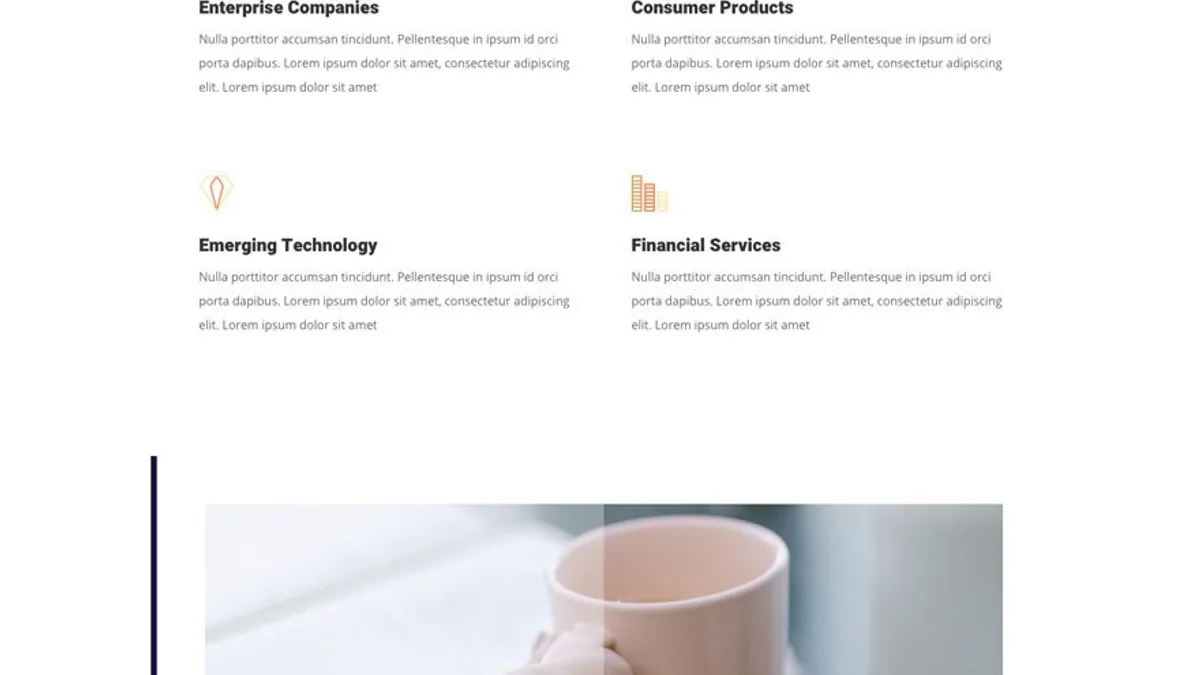 Enterprise Companies
Nulla porttitor accumsan tincidunt. Pellentesque in ipsum id orci
porta dapibus. Lorem ipsum dolor sit amet, consectetur adipiscing
elit. Lorem ipsum dolor sit amet
Consumer Products
Nulla porttitor accumsan tincidunt. Pellentesque in ipsum id orci
porta dapibus. Lorem ipsum dolor sit amet, consectetur adipiscing
elit. Lorem ipsum dolor sit amet
Emerging Technology
Nulla porttitor accumsan tincidunt. Pellentesque in ipsum id orci
porta dapibus. Lorem ipsum dolor sit amet, consectetur adipiscing
elit. Lorem ipsum dolor sit amet
Financial Services
Nulla porttitor accumsan tincidunt. Pellentesque in ipsum id orci
porta dapibus. Lorem ipsum dolor sit amet, consectetur adipiscing
elit. Lorem ipsum dolor sit amet